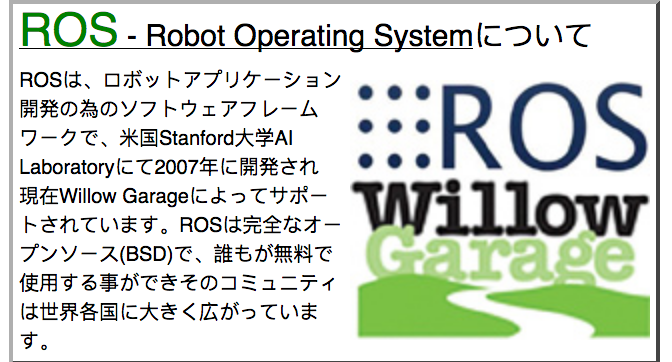 ROS - Robot Operating Systemについて
ROSは、ロボットアプリケーション
開発の為のソフトウェアフレーム
ワークで、米国Stanford大学AI
Laboratoryにて2007年に開発され
現在Willow Garageによってサポー
トされています。ROSは完全なオー
プンソース(BSD)で、誰もが無料で
使用する事ができそのコミュニティ
は世界各国に大きく広がっていま
す。
ROS
Willow
Garage